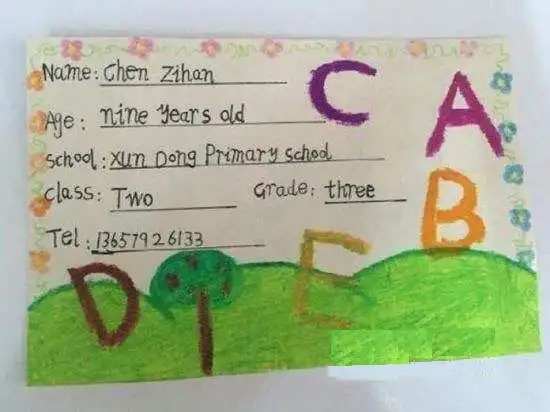 Name: Chen Zihan
Age: nine years old
School: Xun Dong Primary school
Class: Two Grade: three
Tel: 13657926133
C
A
B
D
E